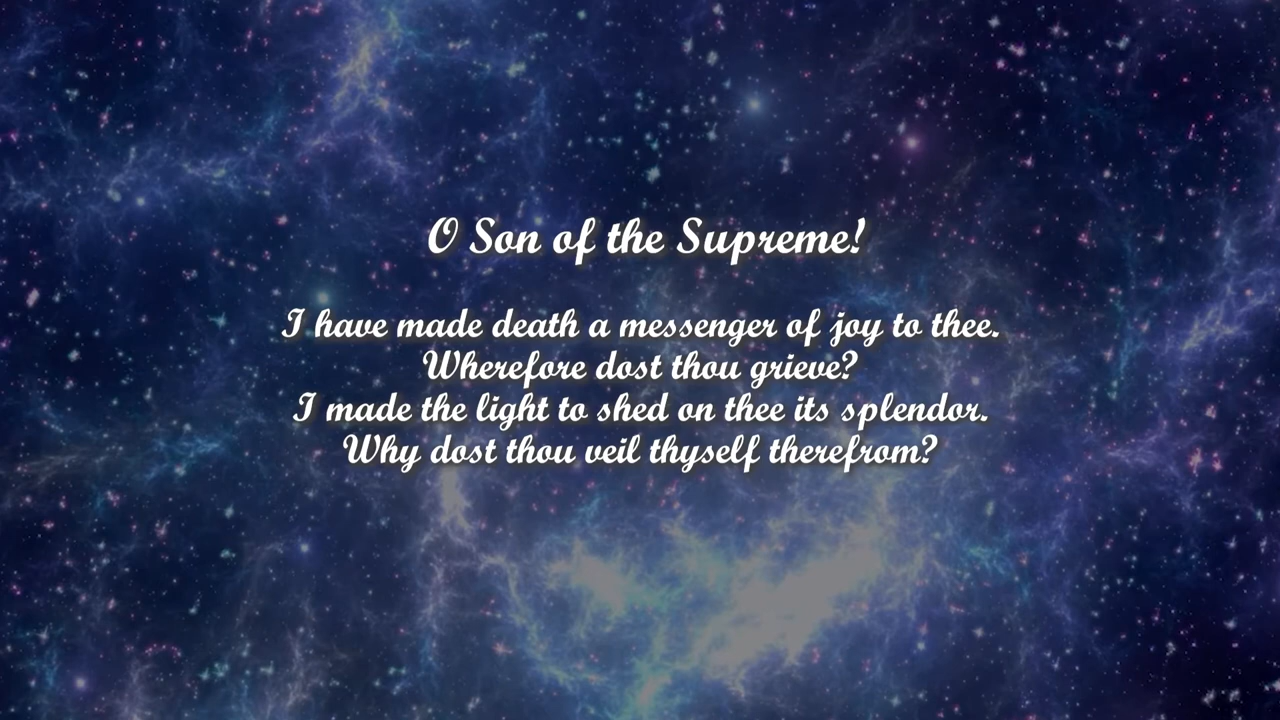 O Son of the Supreme!
I have made death a messenger of joy to thee.
Wherefore dost thou grieve?
I made the light to shed on thee its splendor.
Why dost thou veil thyself therefrom?